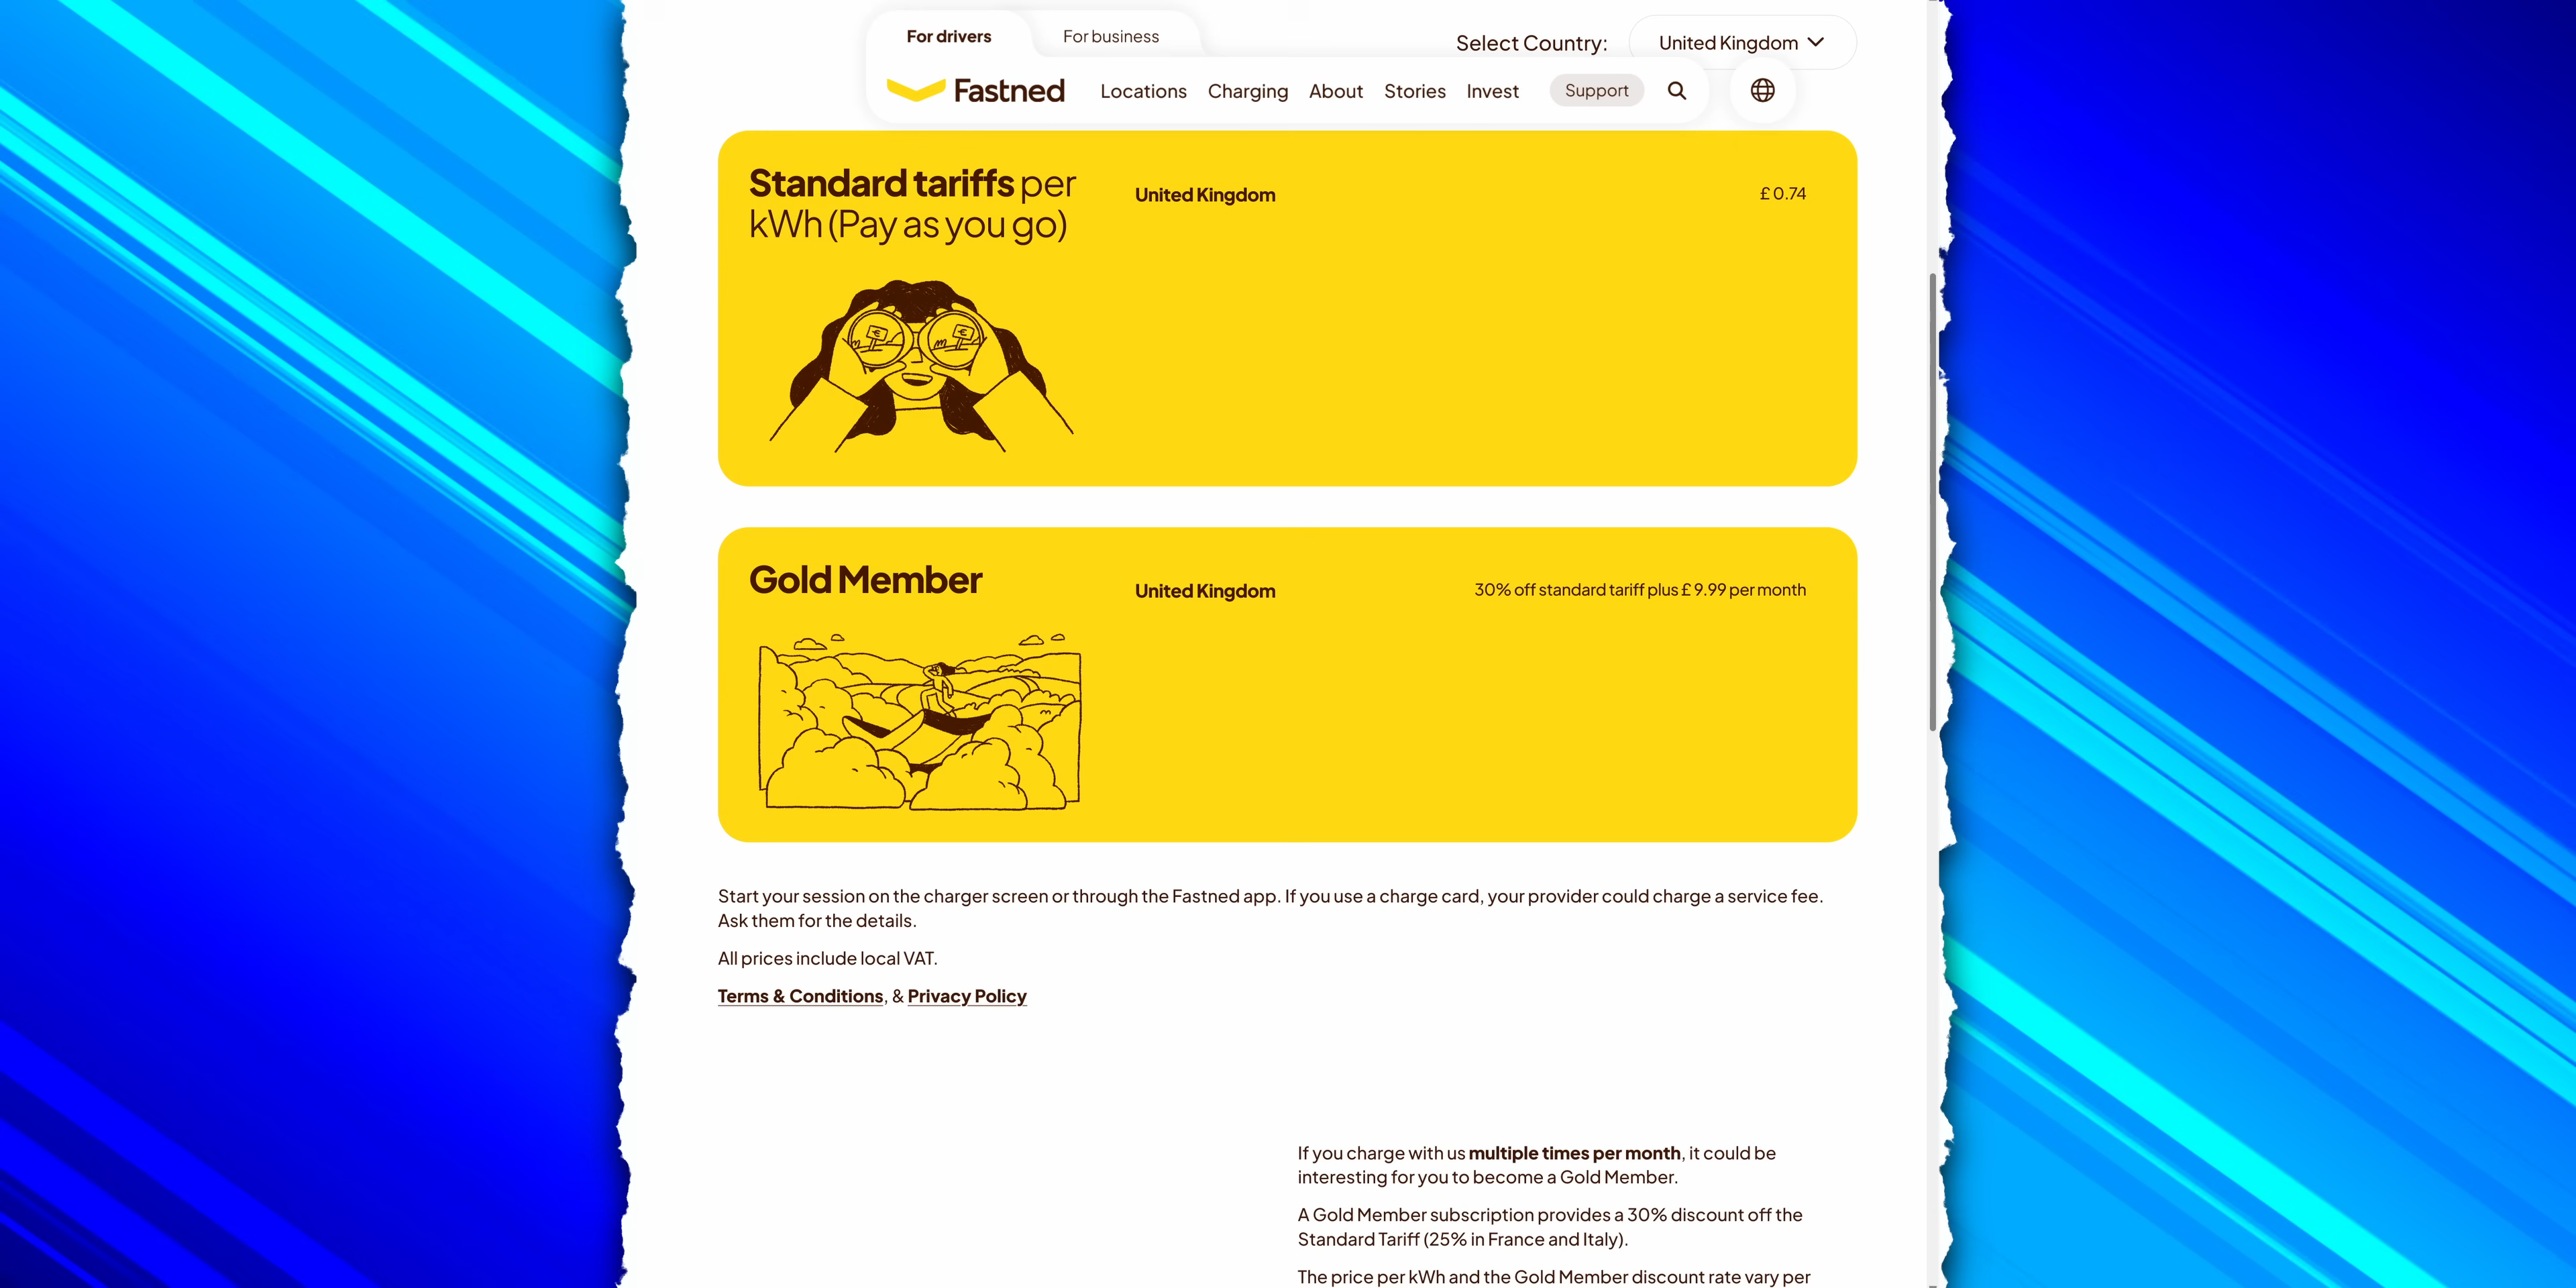 For drivers
For business
Select Country:
United Kingdom
Fastned
Locations
Charging
About
Stories
Invest
Support
Standard tariffs per
kWh (Pay as you go)
United Kingdom
£ 0.74
€
€
Gold Member
United Kingdom
30% off standard tariff plus £ 9.99 per month
Start your session on the charger screen or through the Fastned app. If you use a charge card, your provider could charge a service fee.
Ask them for the details.
All prices include local VAT.
Terms & Conditions, & Privacy Policy
If you charge with us multiple times per month, it could be
interesting for you to become a Gold Member.
A Gold Member subscription provides a 30% discount off the
Standard Tariff (25% in France and Italy).
The price per kWh and the Gold Member discount rate vary per